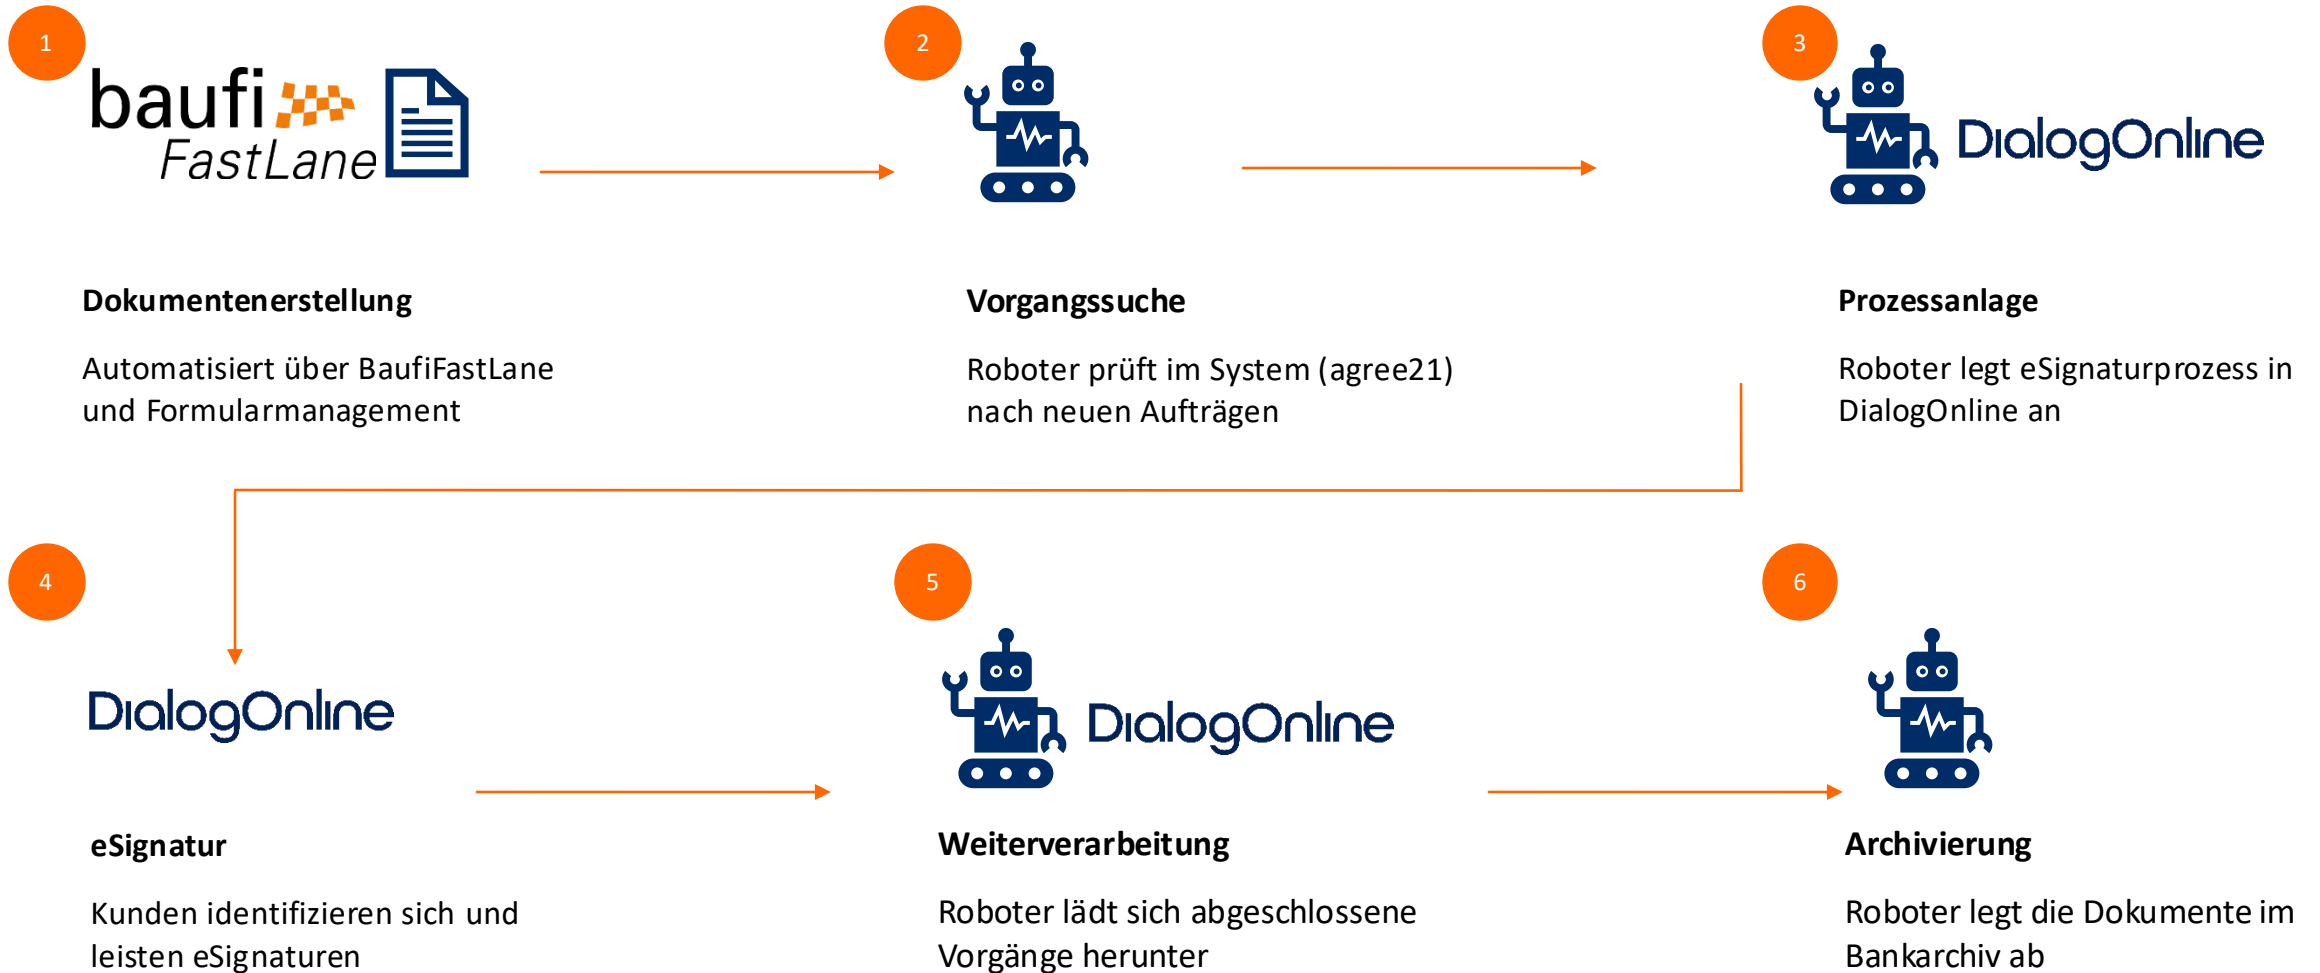 1
baufi
FastLane
Dokumentenerstellung
Automatisiert über BaufiFastLane
und Formularmanagement
2
Vorgangssuche
Roboter prüft im System (agree21)
nach neuen Aufträgen
3
DialogOnline
Prozessanlage
Roboter legt eSignaturprozess in
DialogOnline an
4
DialogOnline
eSignatur
Kunden identifizieren sich und
leisten eSignaturen
5
DialogOnline
Weiterverarbeitung
Roboter lädt sich abgeschlossene
Vorgänge herunter
6
Archivierung
Roboter legt die Dokumente im
Bankarchiv ab